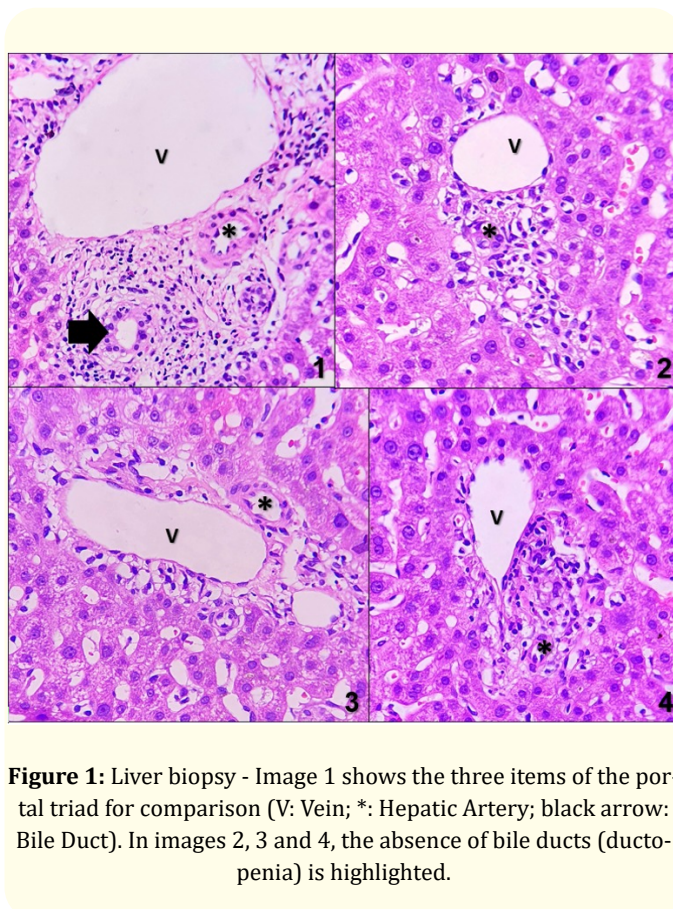 V
*
1
V
*
2
V
*
3
V
*
4
Figure 1: Liver biopsy - Image 1 shows the three items of the por-
tal triad for comparison (V: Vein; *: Hepatic Artery; black arrow:
Bile Duct). In images 2, 3 and 4, the absence of bile ducts (ducto-
penia) is highlighted.